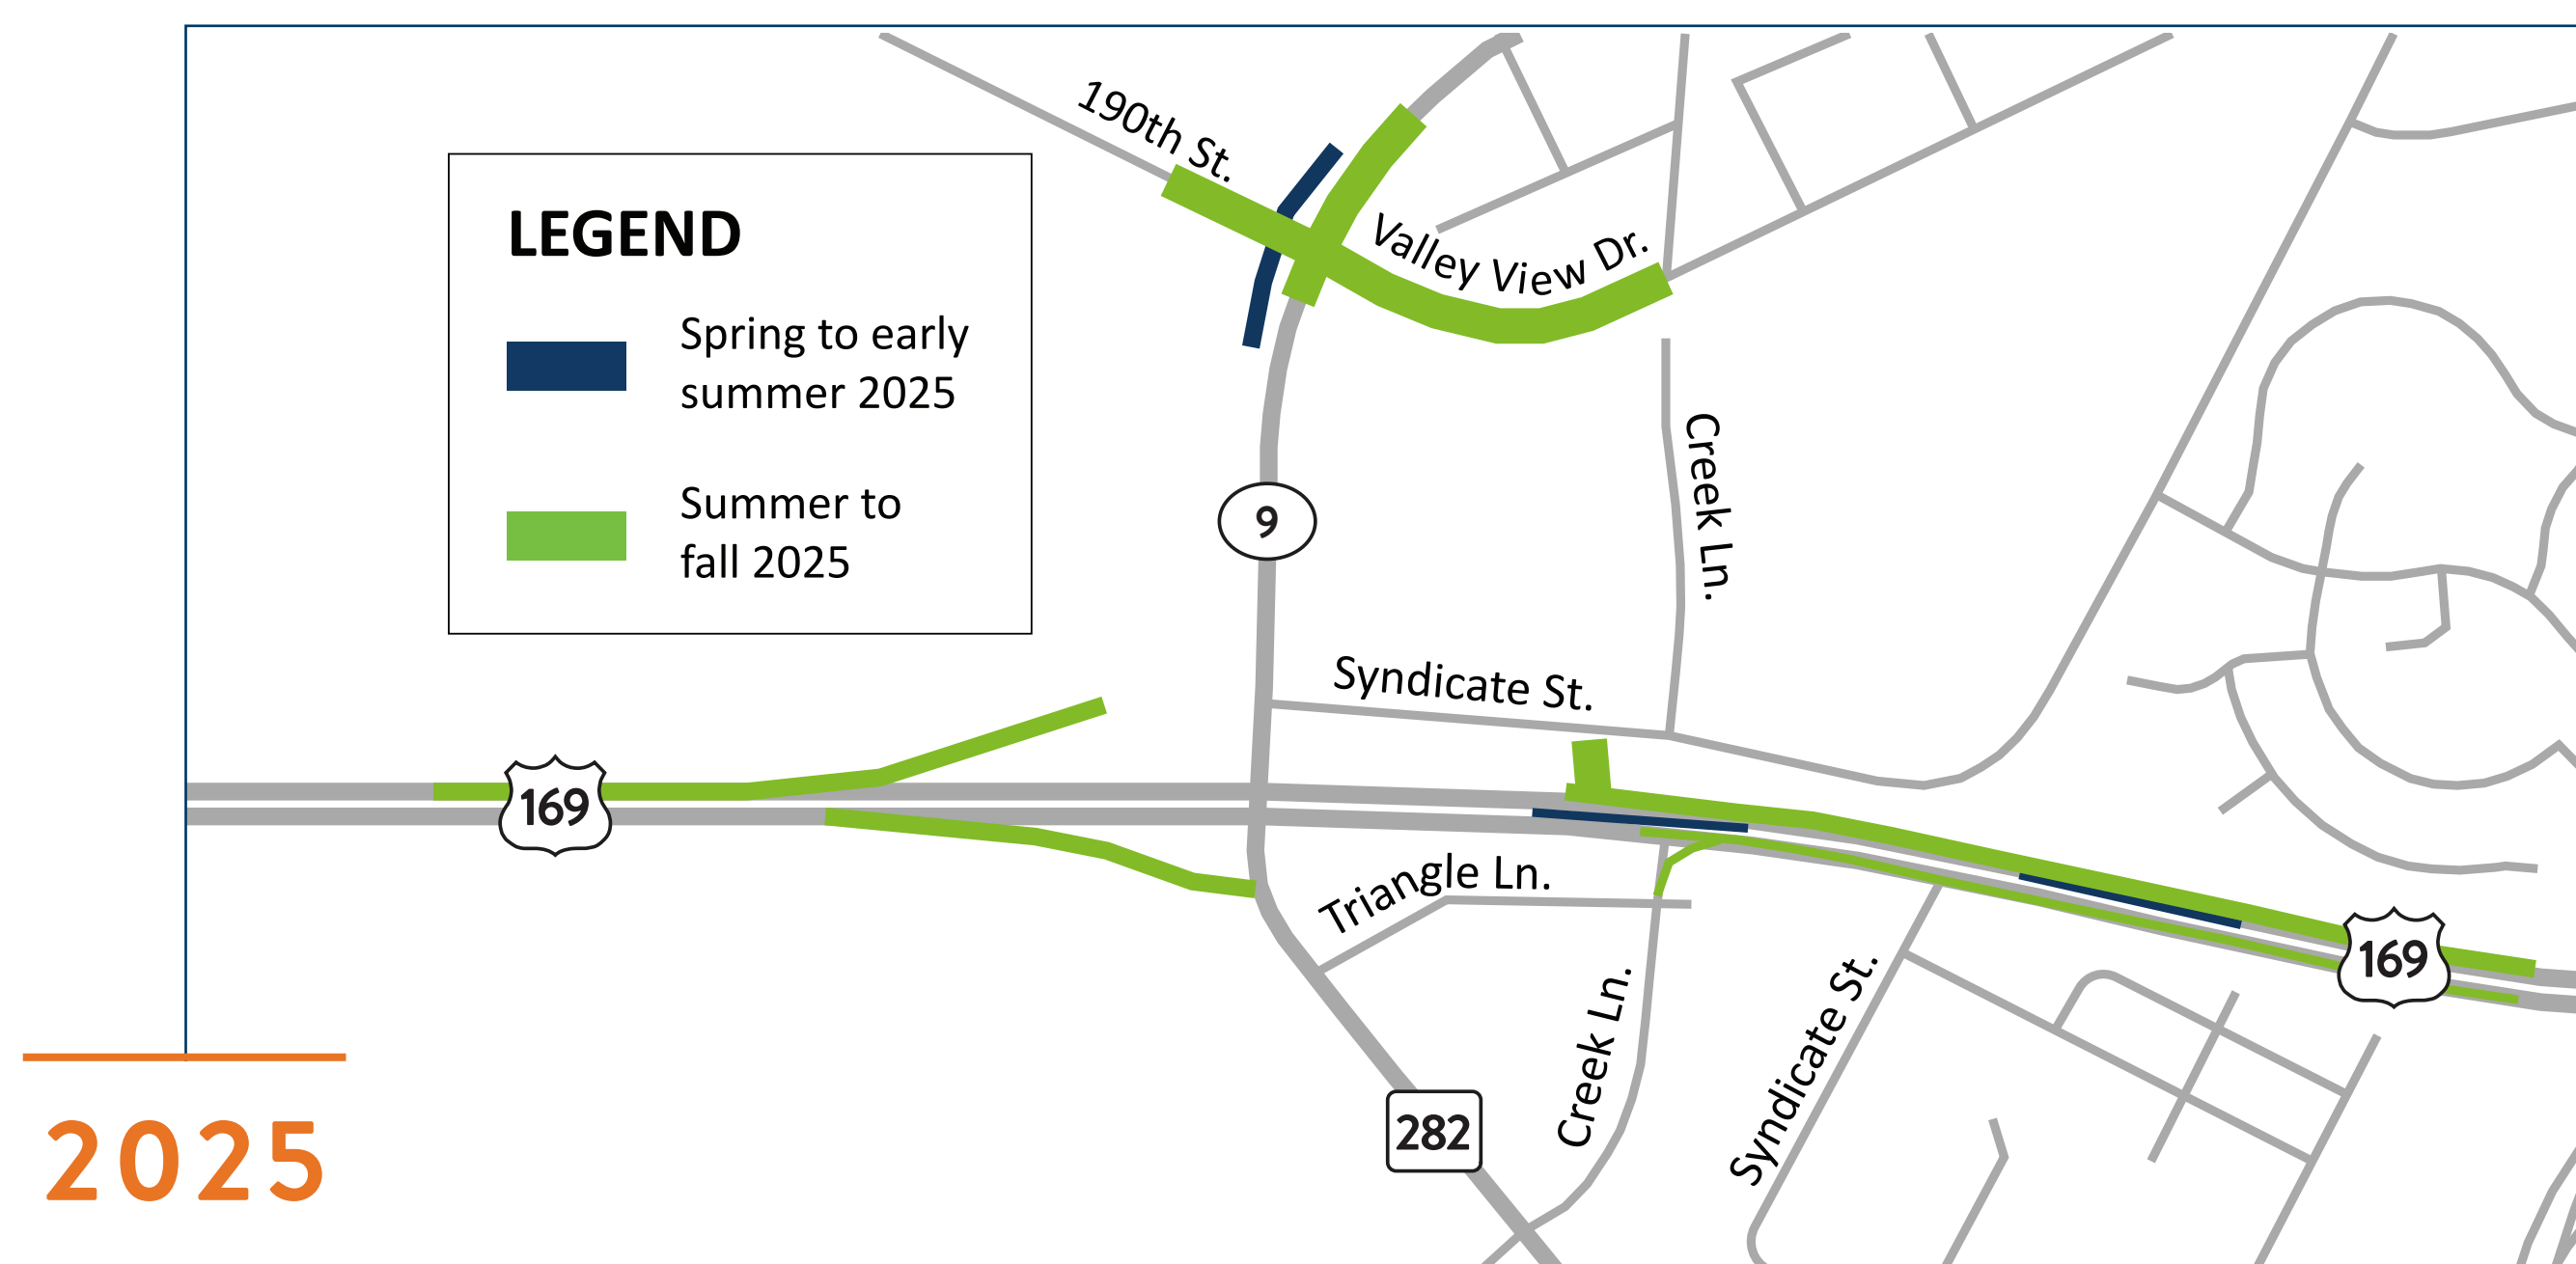 190th St.
Valley View Dr.
LEGEND
Spring to early
summer 2025
Summer to
fall 2025
9
Creek Ln.
Syndicate St.
169
Triangle Ln.
169
Creek Ln.
Syndicate St.
282
2025